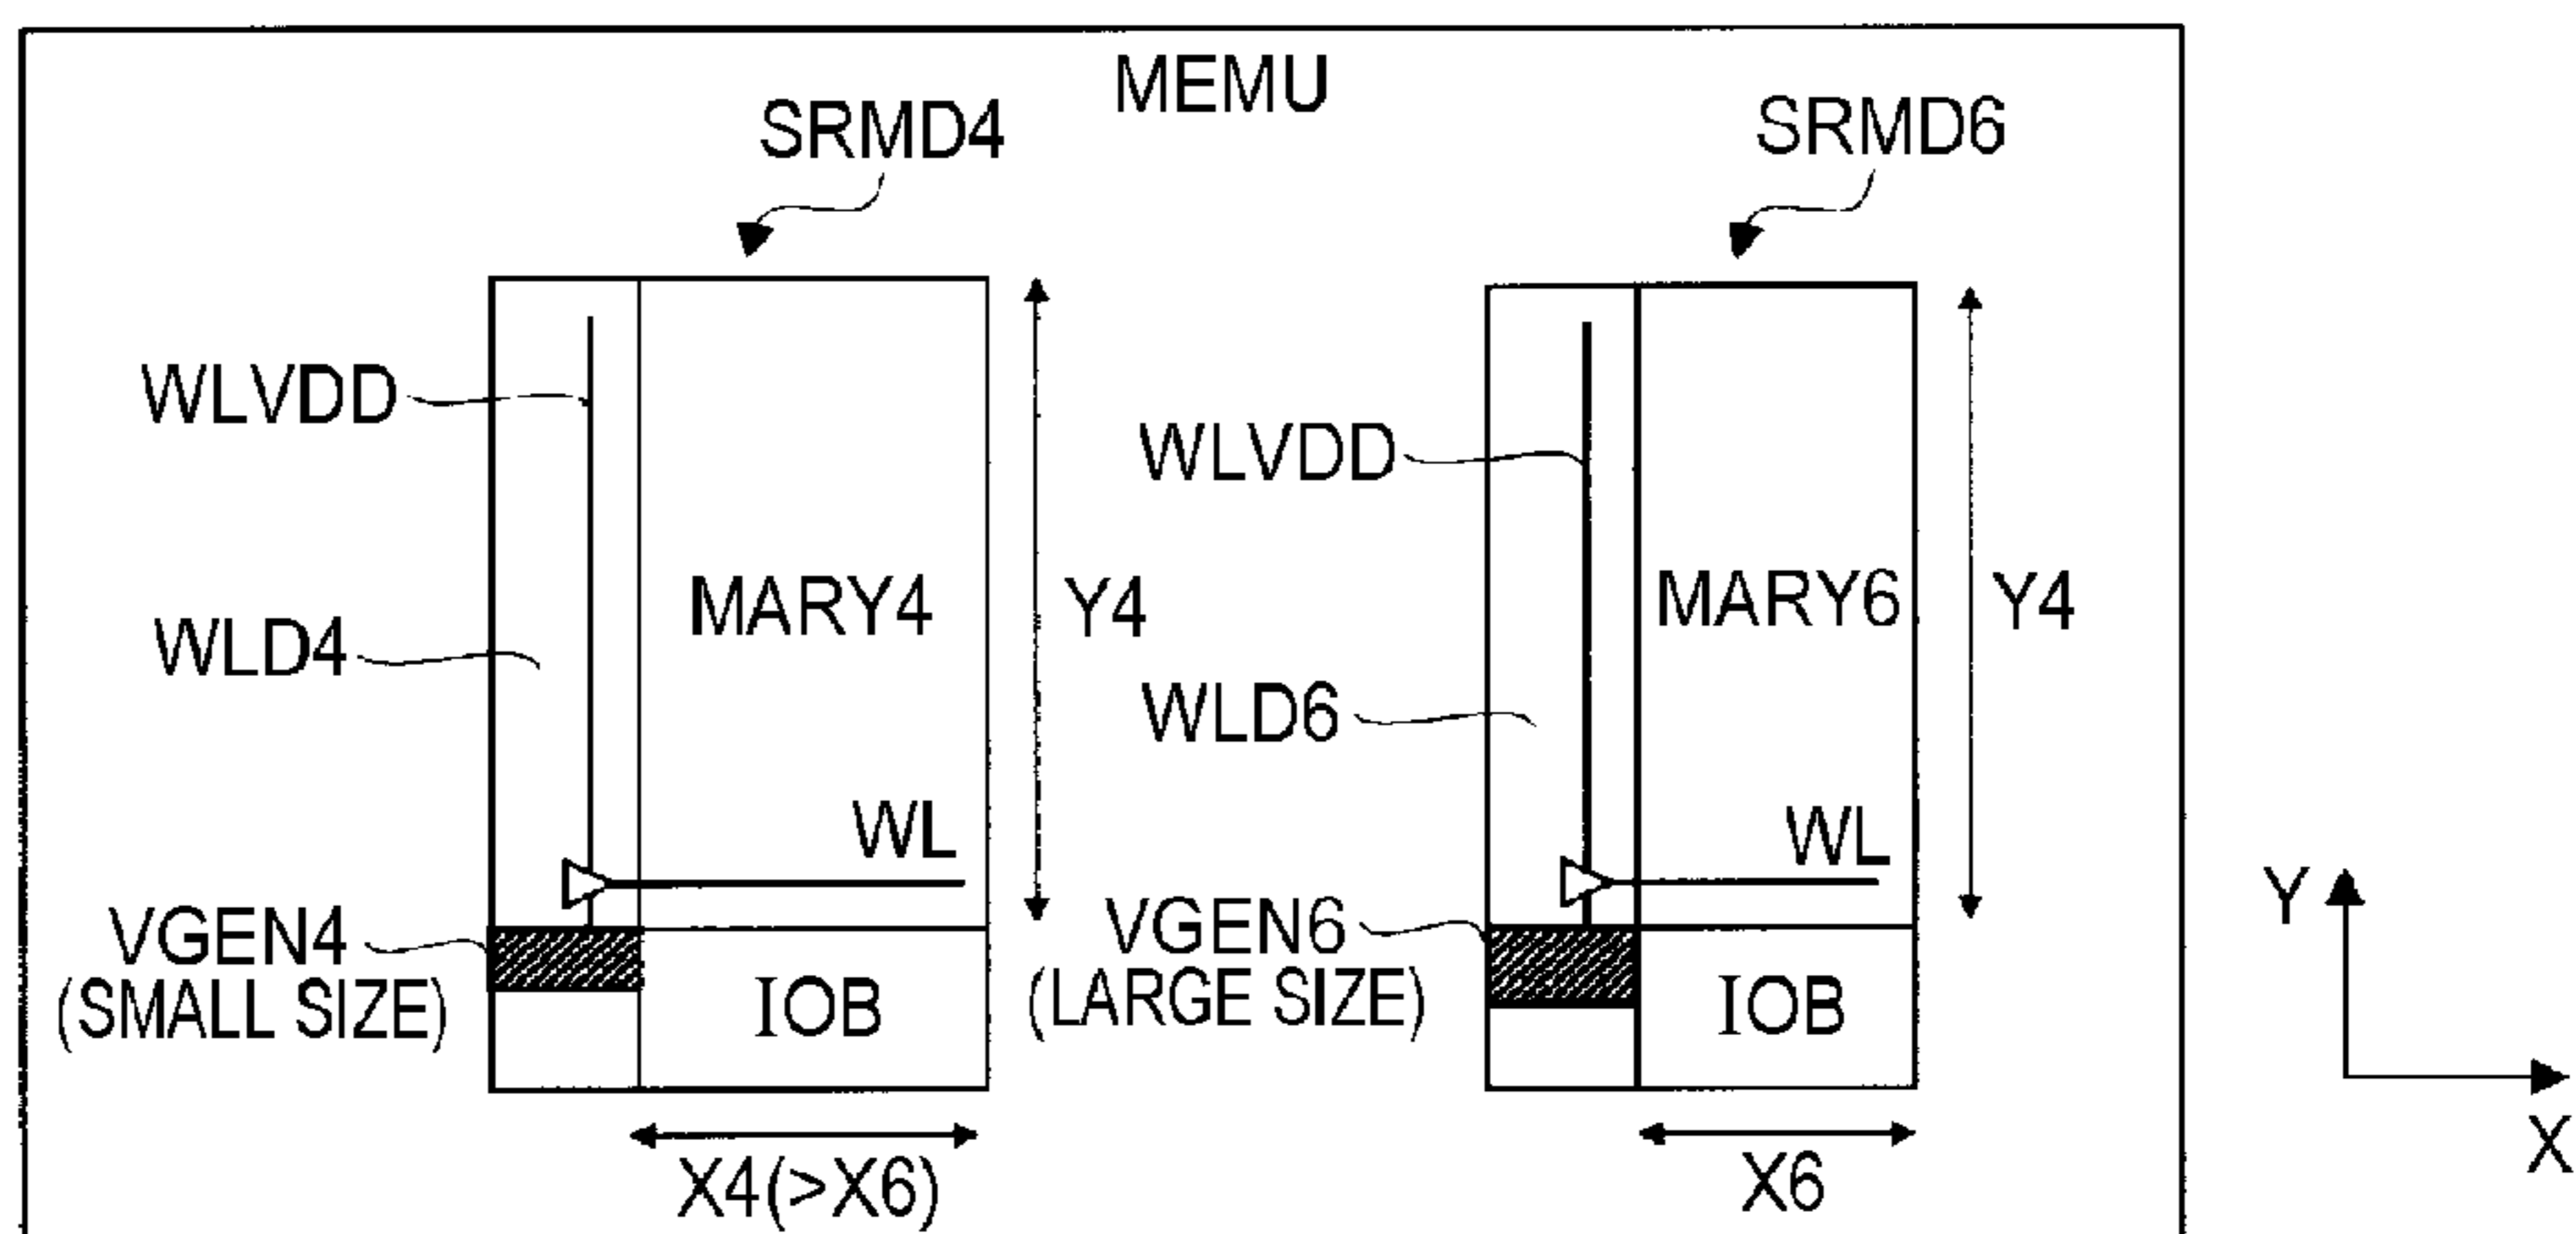 MEMU
SRMD4
SRMD6
WLVDD
WLVDD
MARY4
Y4
MARY6
Y4
WLD4
WLD6
WL
WL
VGEN4
(SMALL SIZE)
IOB
VGEN6
(LARGE SIZE)
IOB
Y
X
X4(>X6)
X6